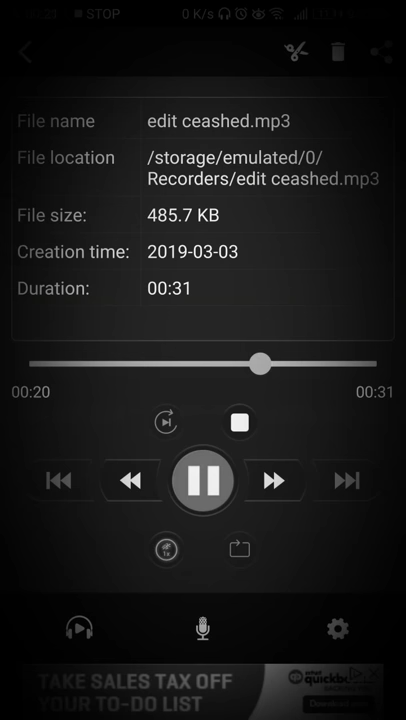 STOP
0 K/s
File name
edit ceashed.mp3
File location
/storage/emulated/0/
Recorders/edit ceashed.mp3
File size:
485.7 KB
Creation time:
2019-03-03
Duration:
00:31
00:20
00:31
1x
TAKE SALES TAX OFF
YOUR TO-DO LIST